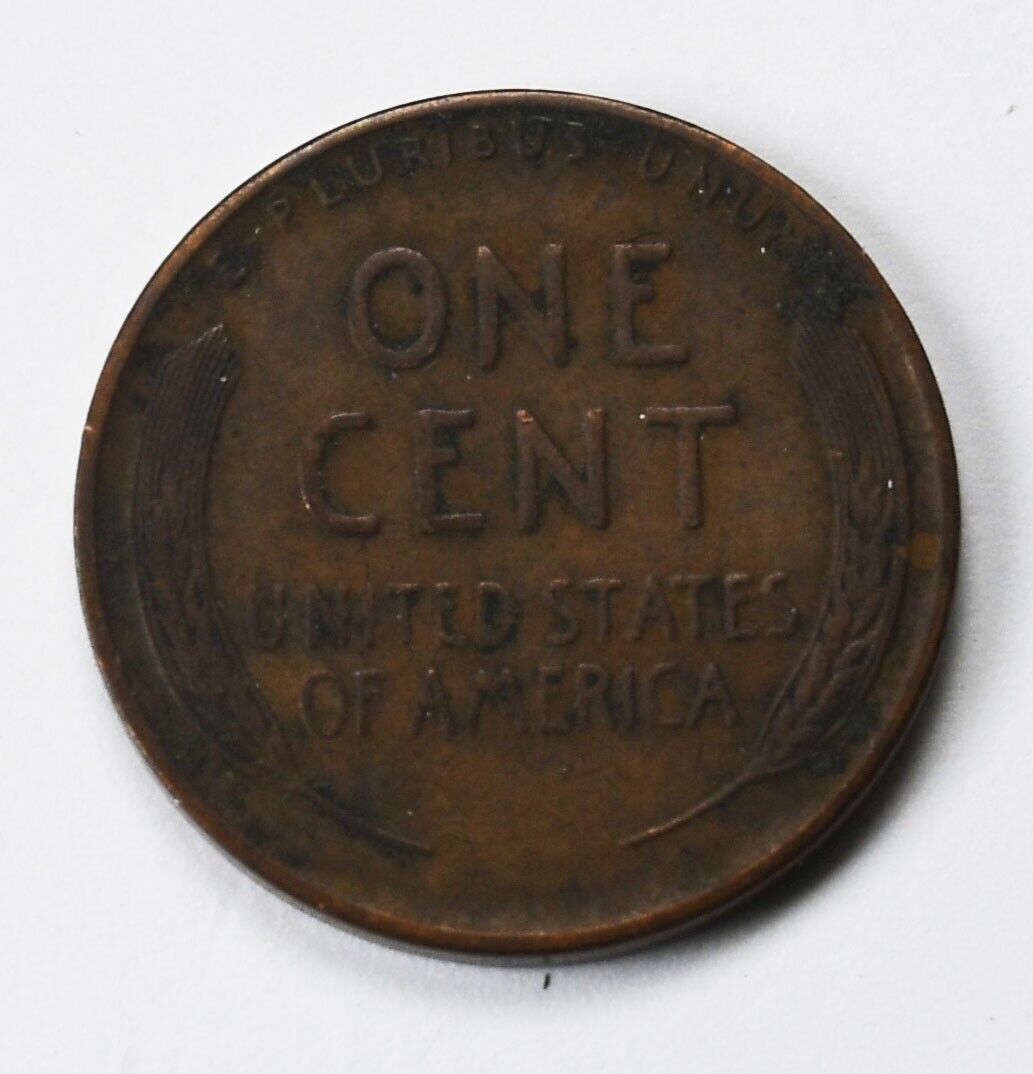 E PLURIBUS UNUM
ONE
CENT
UNITED STATES
OF AMERICA